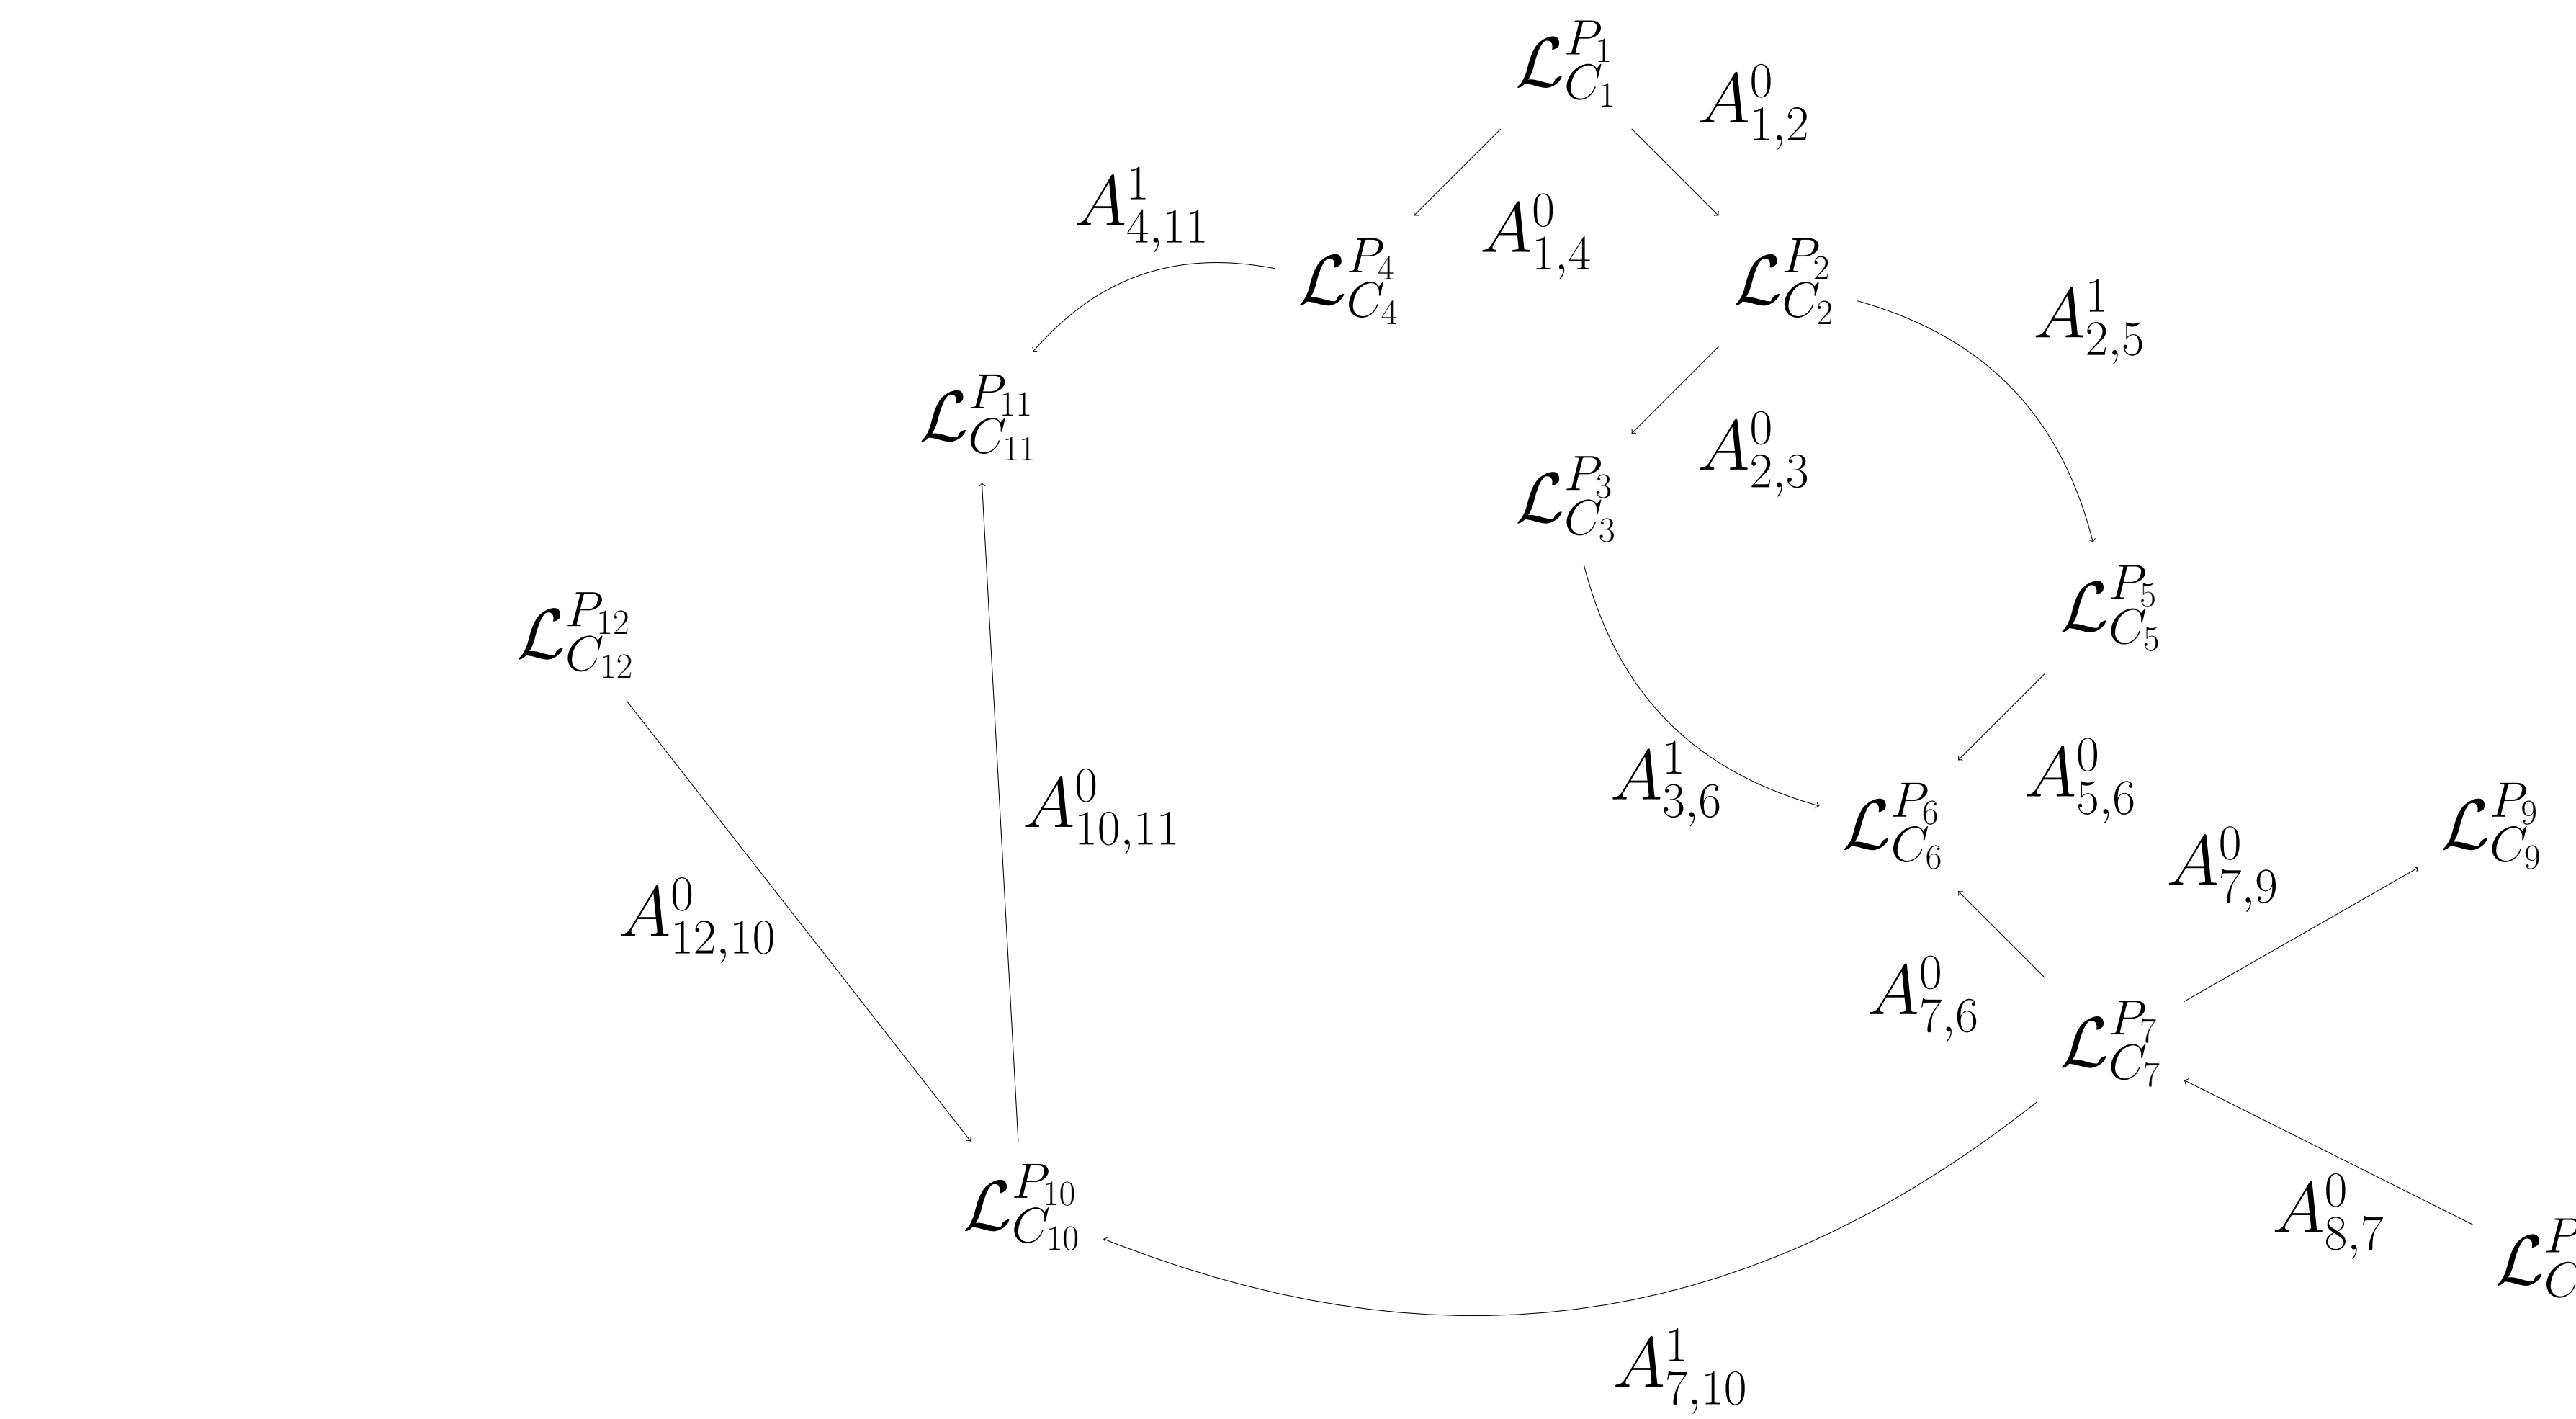 ℒ^{P_1}_{C_1}
A^0_{1,2}
A^1_{4,11}
A^0_{1,4}
ℒ^{P_4}_{C_4}
ℒ^{P_2}_{C_2}
A^1_{2,5}
ℒ^{P_{11}}_{C_{11}}
A^0_{2,3}
ℒ^{P_3}_{C_3}
ℒ^{P_{12}}_{C_{12}}
ℒ^{P_5}_{C_5}
A^0_{10,11}
A^1_{3,6}
A^0_{5,6}
ℒ^{P_6}_{C_6}
ℒ^{P_9}_{C_9}
A^0_{7,9}
A^0_{12,10}
A^0_{7,6}
ℒ^{P_7}_{C_7}
ℒ^{P_{10}}_{C_{10}}
A^0_{8,7}
ℒ^P_C
A^1_{7,10}